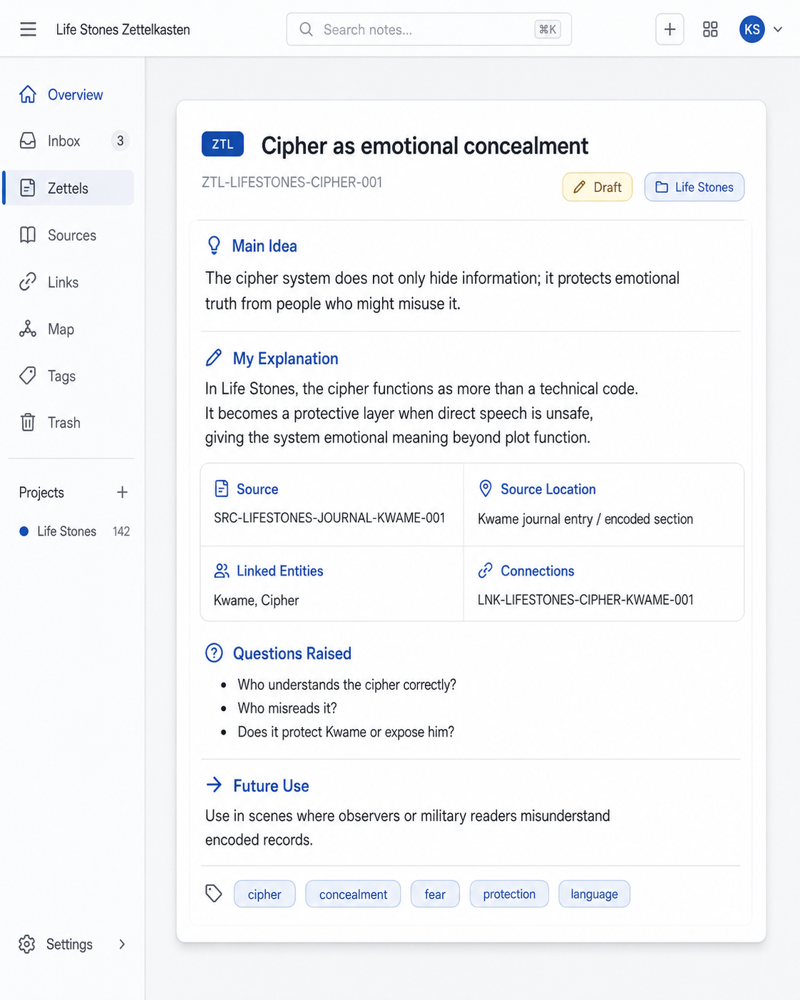 Life Stones Zettelkasten
Search notes...
⌘K
KS
Overview
Inbox
3
Zettels
Sources
Links
Map
Tags
Trash
Projects
Life Stones
142
Settings
ZTL
Cipher as emotional concealment
ZTL-LIFESTONES-CIPHER-001
Draft
Life Stones
Main Idea
The cipher system does not only hide information; it protects emotional
truth from people who might misuse it.
My Explanation
In Life Stones, the cipher functions as more than a technical code.
It becomes a protective layer when direct speech is unsafe,
giving the system emotional meaning beyond plot function.
Source
SRC-LIFESTONES-JOURNAL-KWAME-001
Source Location
Kwame journal entry / encoded section
Linked Entities
Kwame, Cipher
Connections
LNK-LIFESTONES-CIPHER-KWAME-001
Questions Raised
• Who understands the cipher correctly?
• Who misreads it?
• Does it protect Kwame or expose him?
Future Use
Use in scenes where observers or military readers misunderstand
encoded records.
cipher
concealment
fear
protection
language